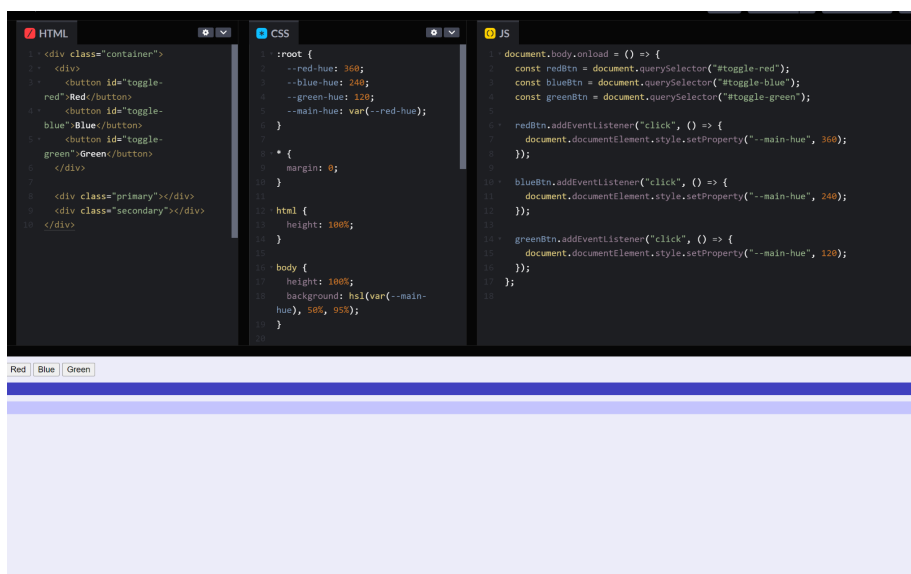 HTML
1 <div class="container">
2 <div>
3 <button id="toggle-
red">Red</button>
4 <button id="toggle-
blue">Blue</button>
5 <button id="toggle-
green">Green</button>
6 </div>
7
8 <div class="primary"></div>
9 <div class="secondary"></div>
10 </div>
CSS
1 :root {
2 --red-hue: 360;
3 --blue-hue: 240;
4 --green-hue: 120;
5 --main-hue: var(--red-hue);
6 }
7
8 * {
9 margin: 0;
10 }
11
12 html {
13 height: 100%;
14 }
15
16 body {
17 height: 100%;
18 background: hsl(var(--main-
hue), 50%, 95%);
19 }
20
JS
1 document.body.onload = () => {
2 const redBtn = document.querySelector("#toggle-red");
3 const blueBtn = document.querySelector("#toggle-blue");
4 const greenBtn = document.querySelector("#toggle-green");
5
6 redBtn.addEventListener("click", () => {
7 document.documentElement.style.setProperty("--main-hue", 360);
8 });
9
10 blueBtn.addEventListener("click", () => {
11 document.documentElement.style.setProperty("--main-hue", 240);
12 });
13
14 greenBtn.addEventListener("click", () => {
15 document.documentElement.style.setProperty("--main-hue", 120);
16 });
17 };
18
Red Blue Green